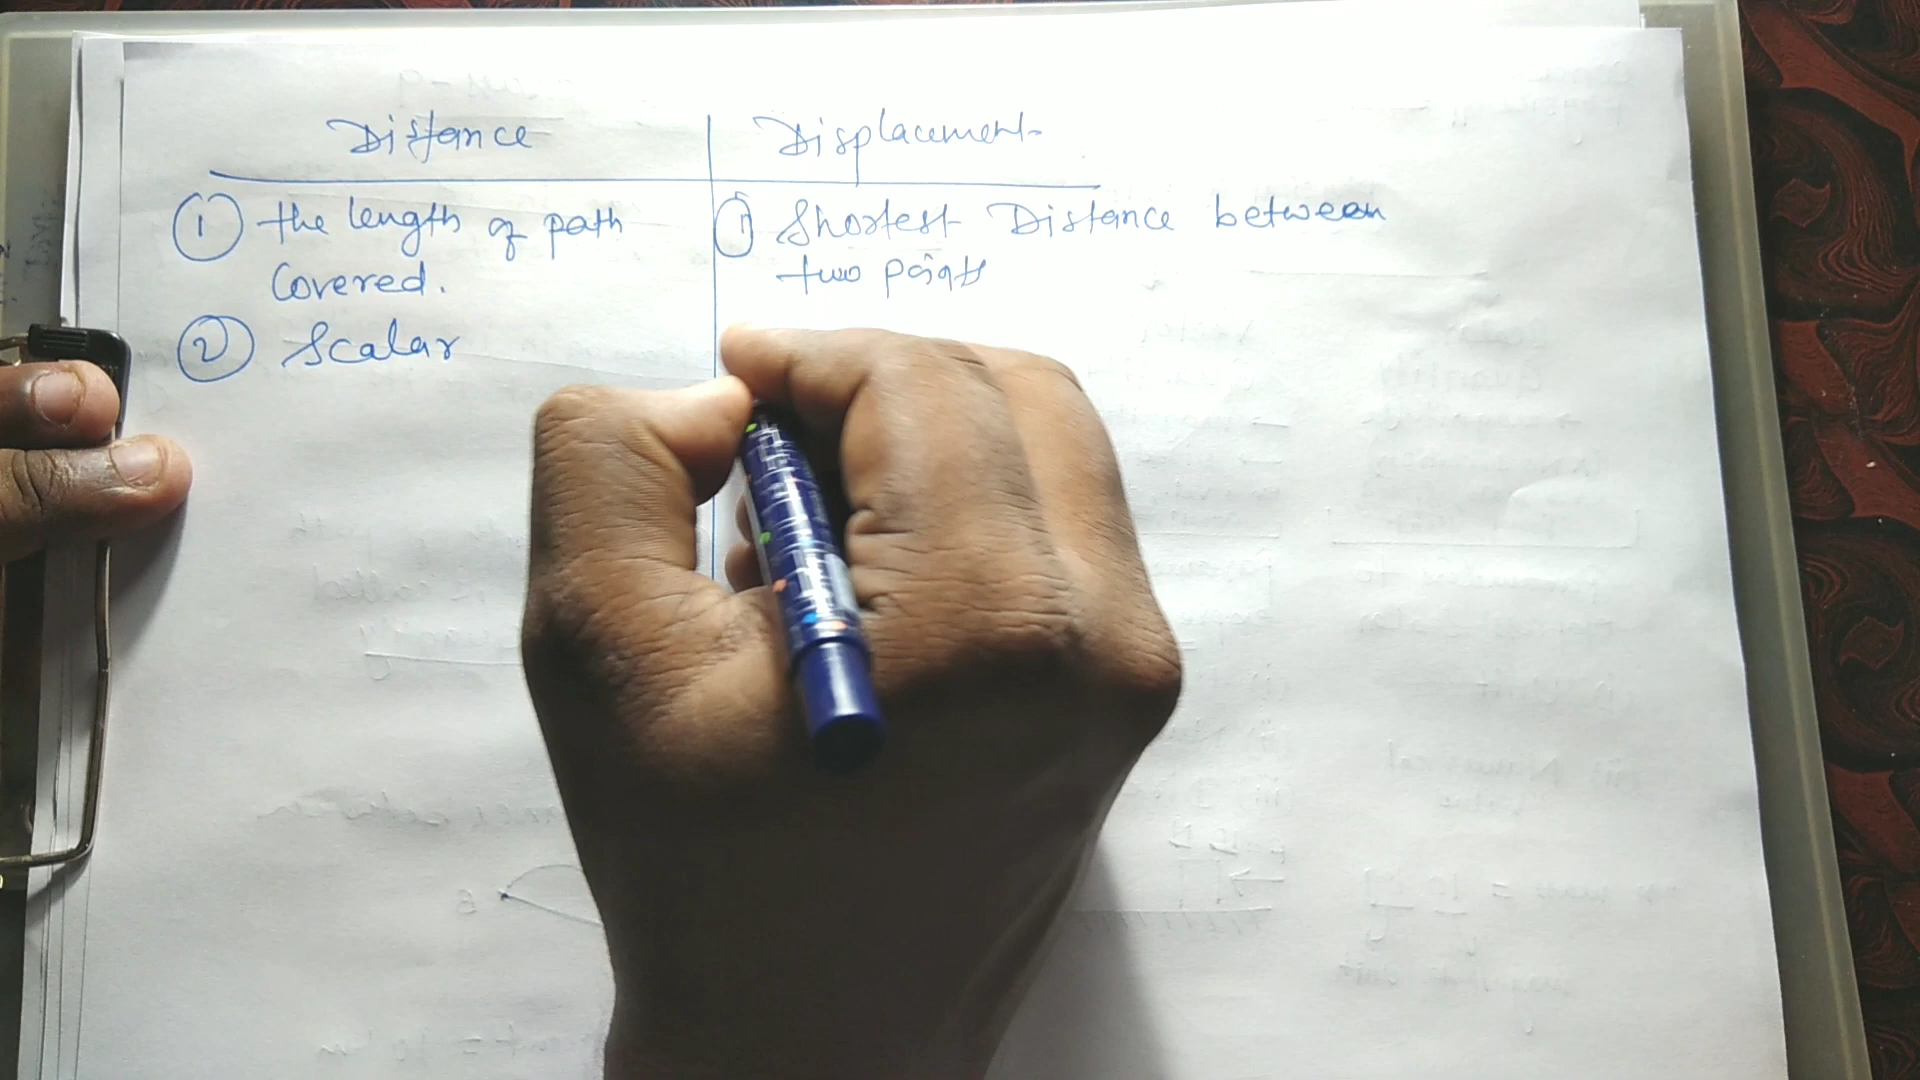 Distance
Displacement
① the length of path
Covered.
① Shortest Distance between
two points
② Scalar